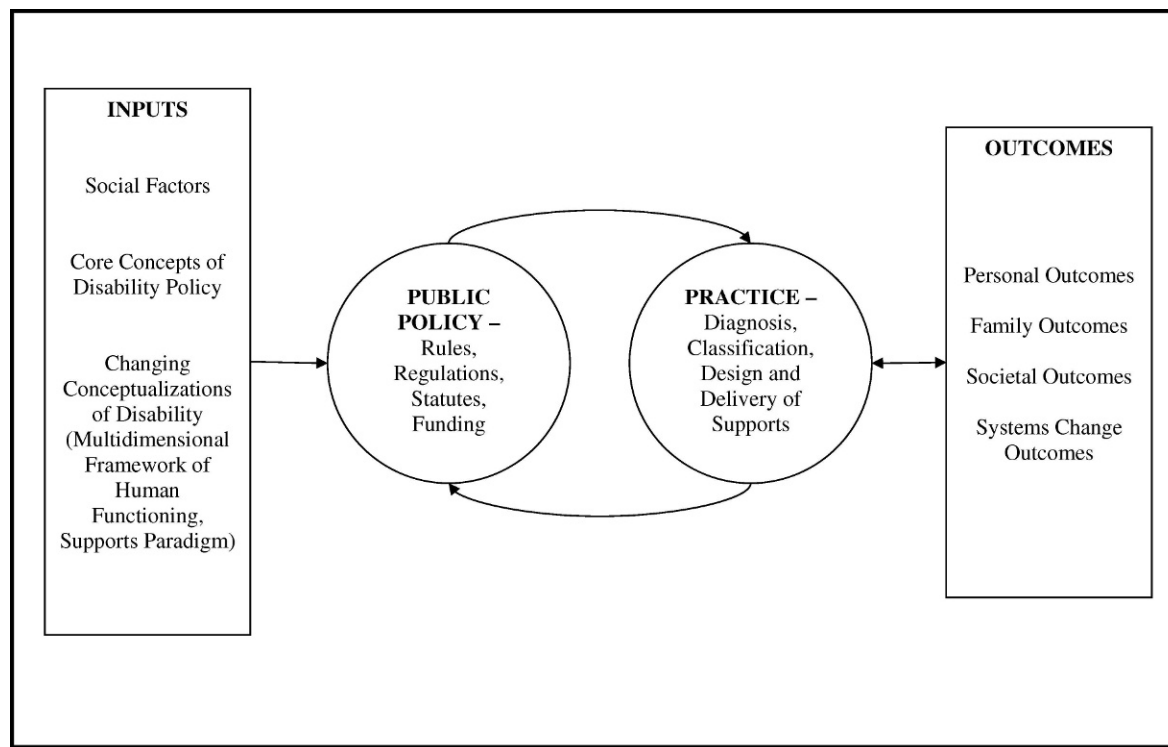 INPUTS
Social Factors
Core Concepts of
Disability Policy
Changing
Conceptualizations
of Disability
(Multidimensional
Framework of
Human
Functioning,
Supports Paradigm)
PUBLIC
POLICY –
Rules,
Regulations,
Statutes,
Funding
PRACTICE –
Diagnosis,
Classification,
Design and
Delivery of
Supports
OUTCOMES
Personal Outcomes
Family Outcomes
Societal Outcomes
Systems Change
Outcomes